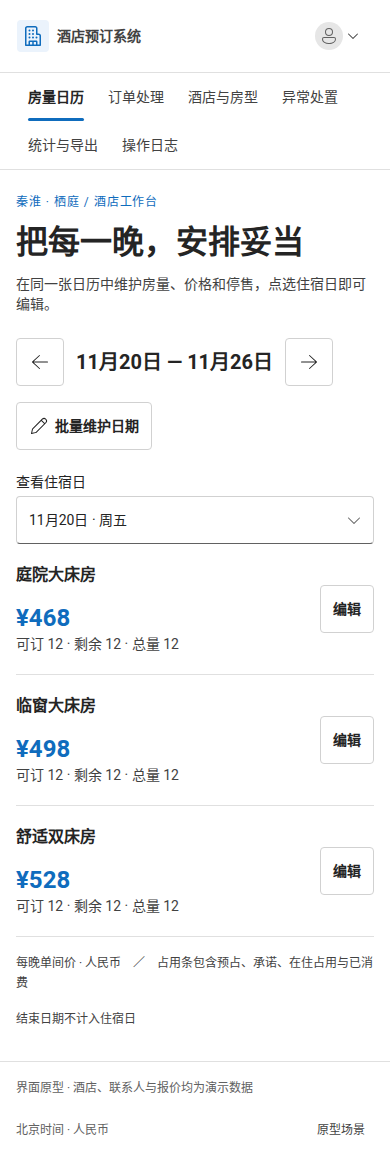 酒店预订系统
房量日历 订单处理 酒店与房型 异常处置
统计与导出 操作日志
秦淮 · 栖庭 / 酒店工作台
把每一晚，安排妥当
在同一张日历中维护房量、价格和停售，点选住宿日即可
编辑。
11月20日 — 11月26日
批量维护日期
查看住宿日
11月20日 · 周五
庭院大床房
¥468
可订 12 · 剩余 12 · 总量 12
编辑
临窗大床房
¥498
可订 12 · 剩余 12 · 总量 12
编辑
舒适双床房
¥528
可订 12 · 剩余 12 · 总量 12
编辑
每晚单间价 · 人民币 ／ 占用条包含预占、承诺、在住占用与已消
费
结束日期不计入住宿日
界面原型 · 酒店、联系人与报价均为演示数据
北京时间 · 人民币 原型场景